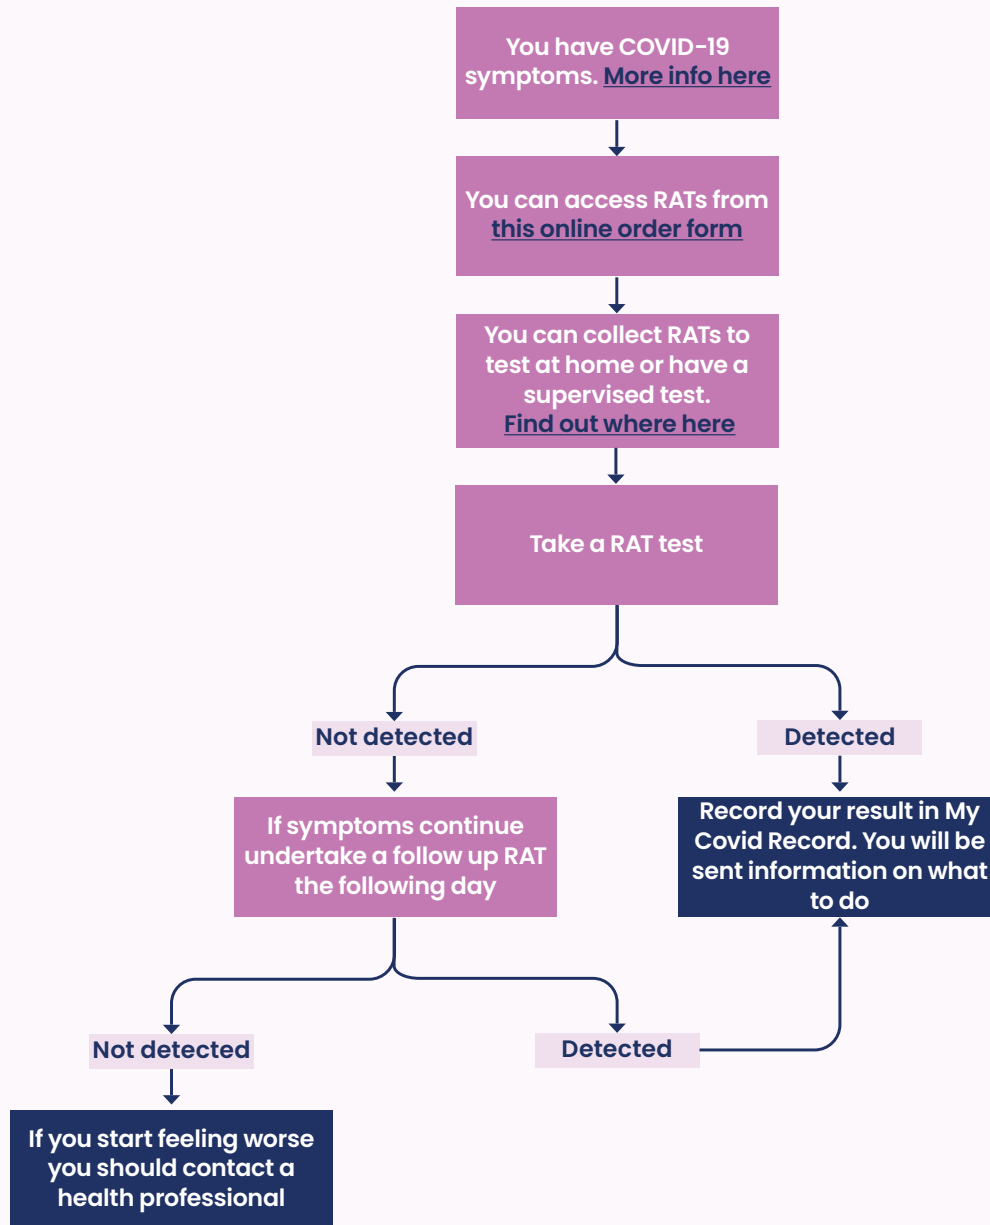 You have COVID-19
symptoms. More info here
You can access RATs from
this online order form
You can collect RATs to
test at home or have a
supervised test.
Find out where here
Take a RAT test
Not detected
Detected
If symptoms continue
undertake a follow up RAT
the following day
Record your result in My
Covid Record. You will be
sent information on what
to do
Not detected
Detected
If you start feeling worse
you should contact a
health professional